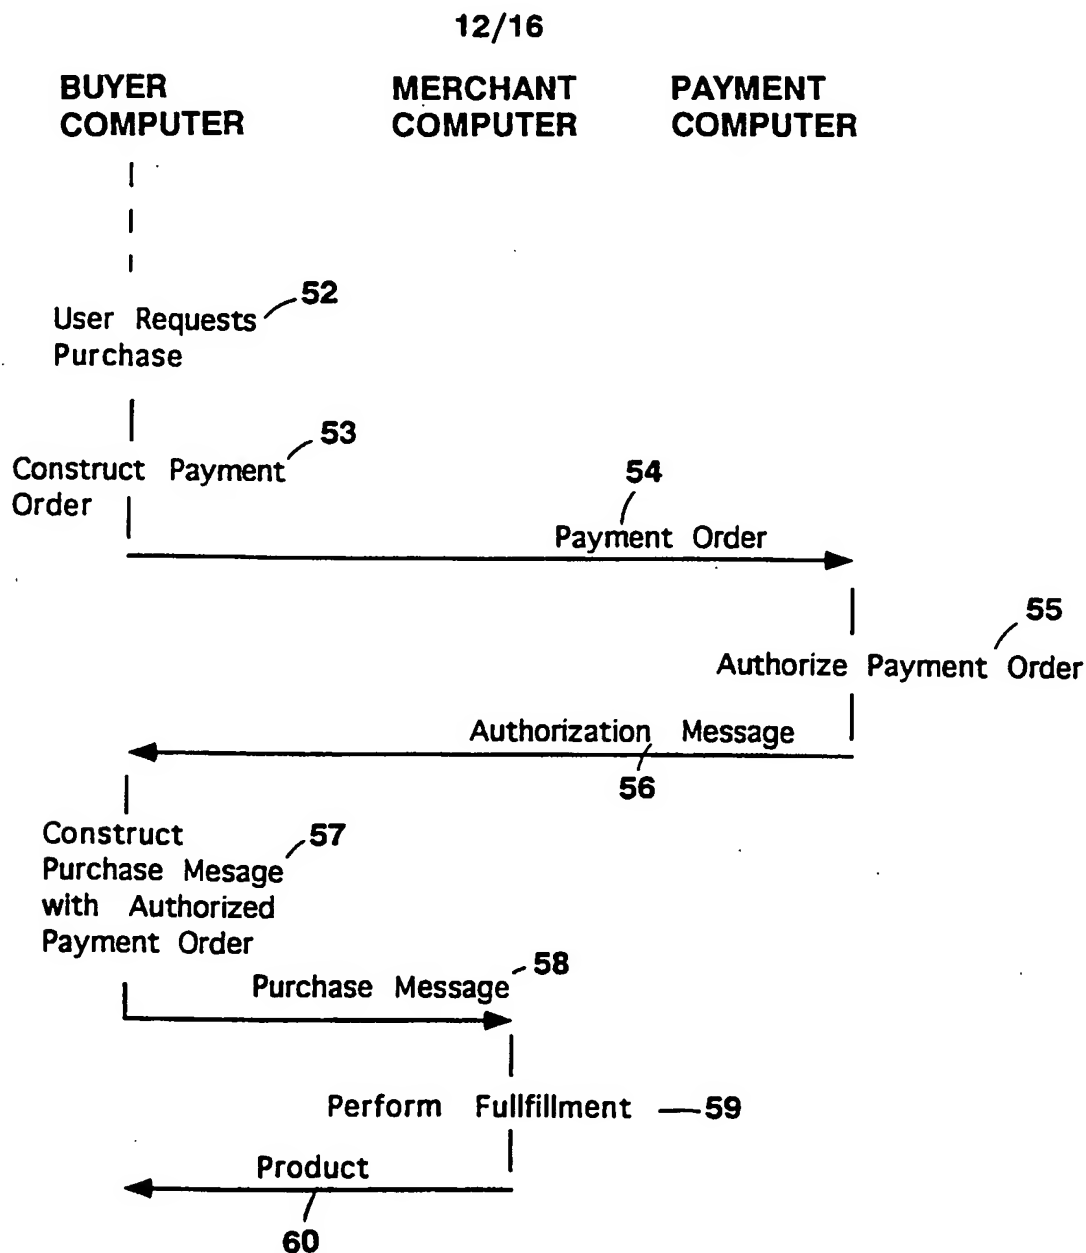 12/16
BUYER
COMPUTER
MERCHANT
COMPUTER
PAYMENT
COMPUTER
52
User Requests
Purchase
53
Construct Payment
Order
54
Payment Order
55
Authorize Payment Order
Authorization Message
56
Construct
57
Purchase Mesage
with Authorized
Payment Order
58
Purchase Message
Perform Fullfillment
59
Product
60